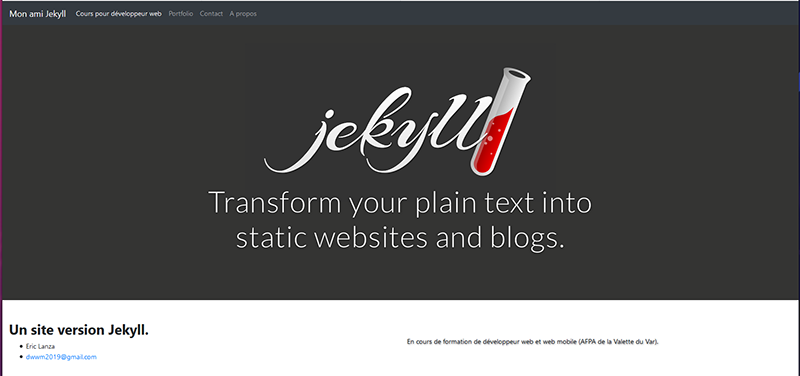 Mon ami Jekyll Cours pour développeur web Portfolio Contact A propos
jekyll
Transform your plain text into
static websites and blogs.
Un site version Jekyll.
Eric Lanza
dwwm2019@gmail.com
En cours de formation de développeur web et web mobile (AFPA de la Valette du Var).